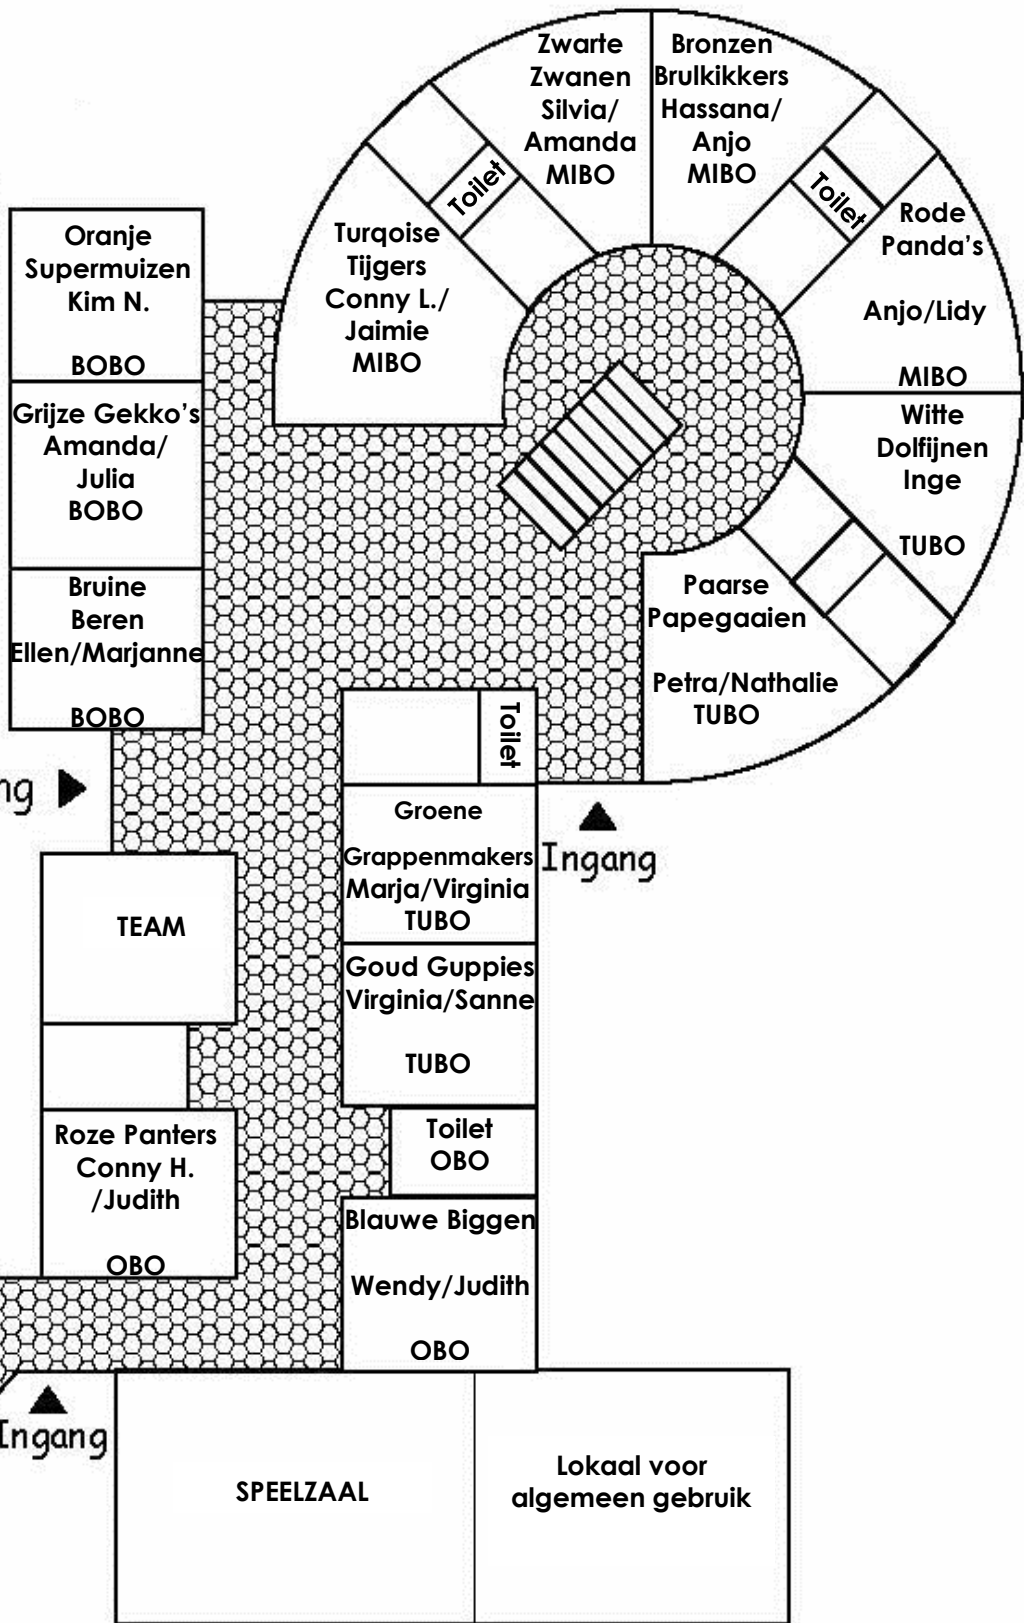 Zwarte
Zwanen
Silvia/
Amanda
MIBO
Bronzen
Brulkikkers
Hassana/
Anjo
MIBO
Toilet
Toilet
Turqoise
Tijgers
Conny L./
Jaimie
MIBO
Rode
Panda's
Anjo/Lidy
MIBO
Oranje
Supermuizen
Kim N.
BOBO
Grijze Gekko's
Amanda/
Julia
BOBO
Bruine
Beren
Ellen/Marjanne
BOBO
Witte
Dolfijnen
Inge
TUBO
Paarse
Papegaaien
Petra/Nathalie
TUBO
Toilet
ng
Groene
Grappenmakers
Marja/Virginia
TUBO
Ingang
TEAM
Goud Guppies
Virginia/Sanne
TUBO
Toilet
OBO
Roze Panters
Conny H.
/Judith
OBO
Blauwe Biggen
Wendy/Judith
OBO
Ingang
SPEELZAAL
Lokaal voor
algemeen gebruik